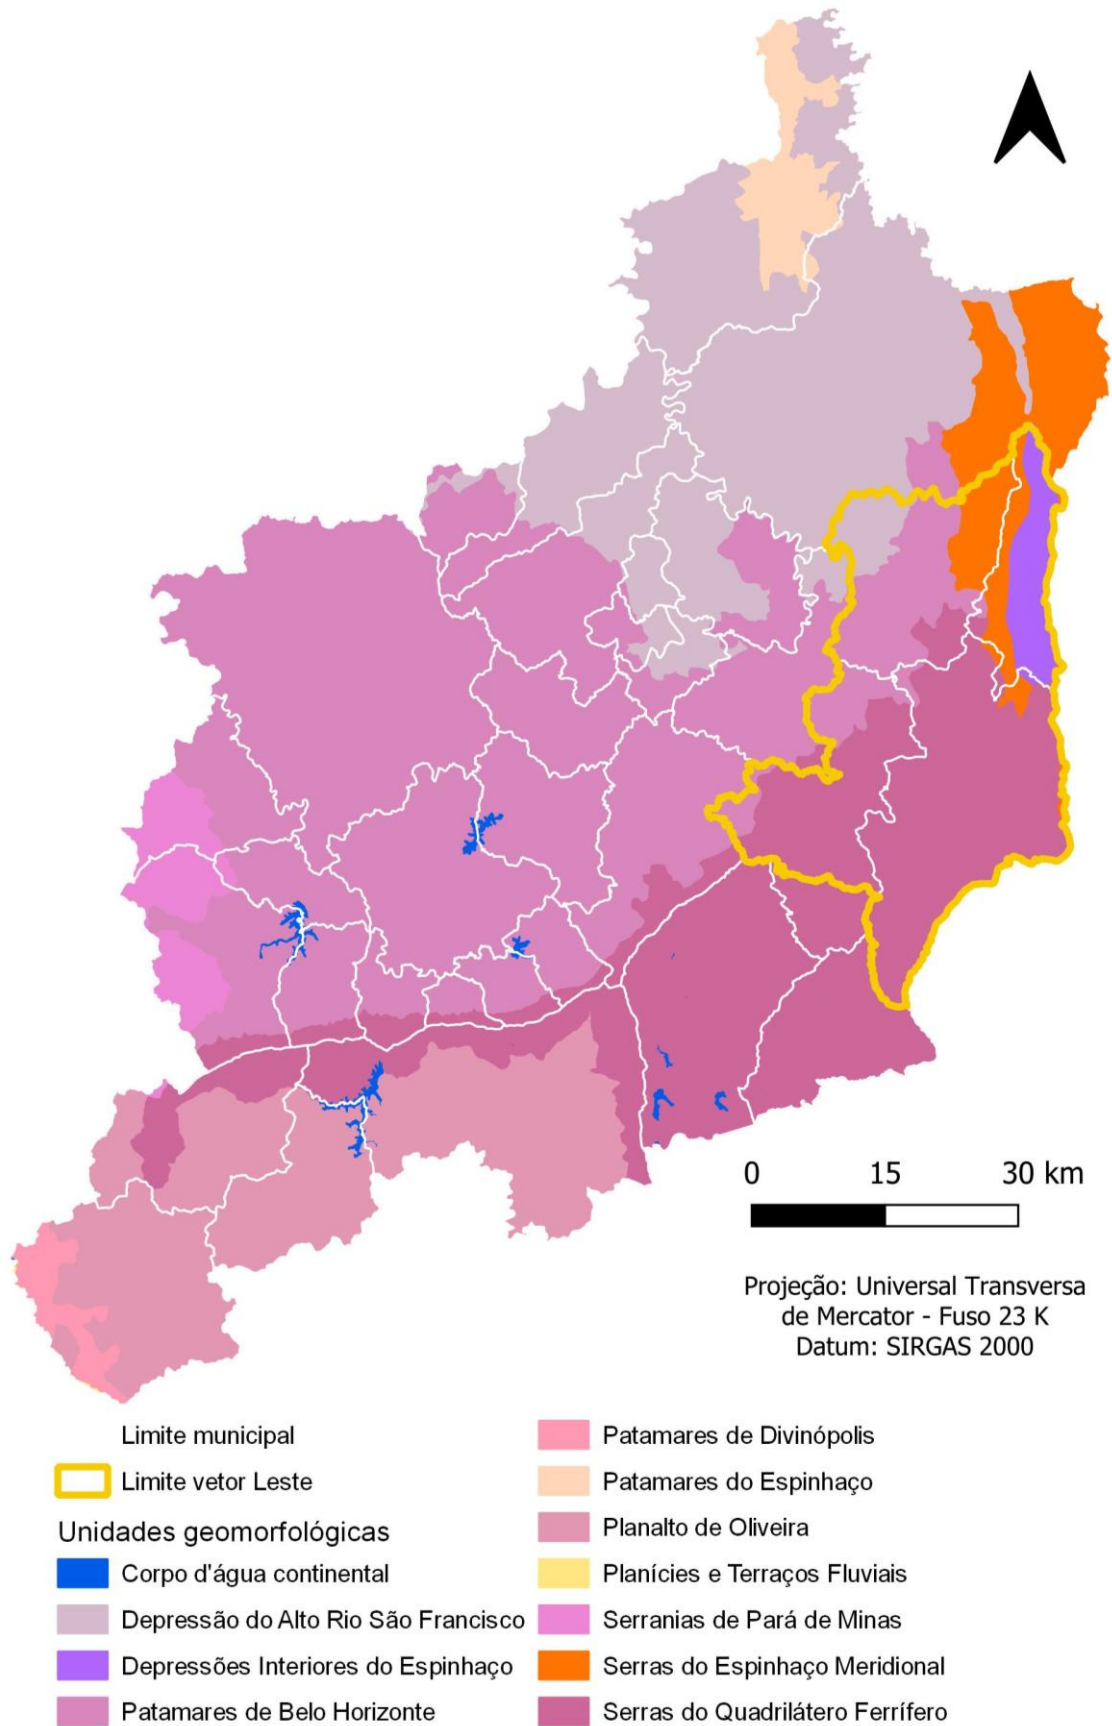 0 15 30 km
Projeção: Universal Transversa
de Mercator - Fuso 23 K
Datum: SIRGAS 2000
Limite municipal
Limite vetor Leste
Unidades geomorfológicas
Corpo d'água continental
Depressão do Alto Rio São Francisco
Depressões Interiores do Espinhaço
Patamares de Belo Horizonte
Patamares de Divinópolis
Patamares do Espinhaço
Planalto de Oliveira
Planícies e Terraços Fluviais
Serranias de Pará de Minas
Serras do Espinhaço Meridional
Serras do Quadrilátero Ferrífero